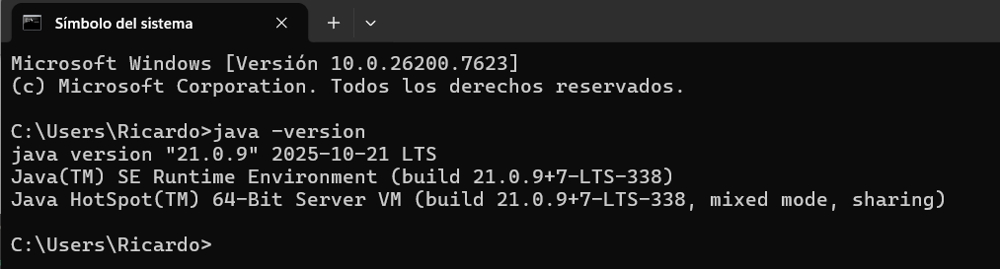 Símbolo del sistema
Microsoft Windows [Versión 10.0.26200.7623]
(c) Microsoft Corporation. Todos los derechos reservados.
C:\Users\Ricardo>java -version
java version "21.0.9" 2025-10-21 LTS
Java(TM) SE Runtime Environment (build 21.0.9+7-LTS-338)
Java HotSpot(TM) 64-Bit Server VM (build 21.0.9+7-LTS-338, mixed mode, sharing)
C:\Users\Ricardo>